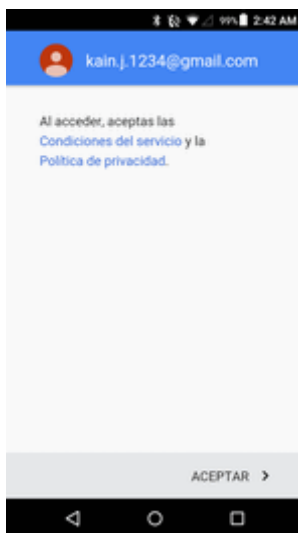 99% 2:42 AM
kain.j.1234@gmail.com
Al acceder, aceptas las
Condiciones del servicio y la
Política de privacidad.
ACEPTAR